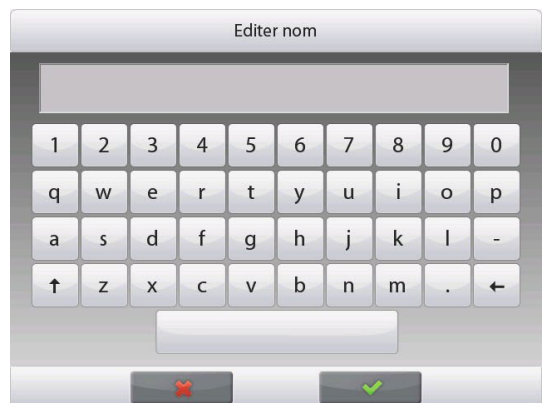 Editer nom
1 2 3 4 5 6 7 8 9 0
q w e r t y u i o p
a s d f g h j k l -
↑ z x c v b n m . ←